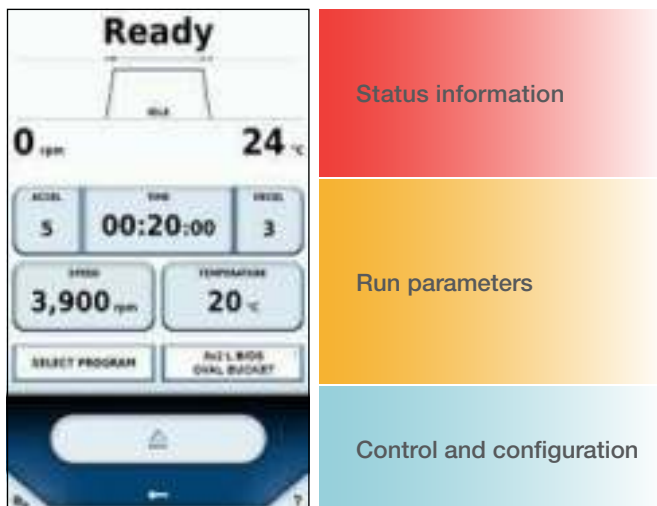 Ready
IDLE
0 rpm 24 °C
Status information
ACCEL TIME DECEL
5 00:20:00 3
SPEED TEMPERATURE
3,900 rpm 20 °C
Run parameters
SELECT PROGRAM
OVAL BUCKET
Control and configuration
?